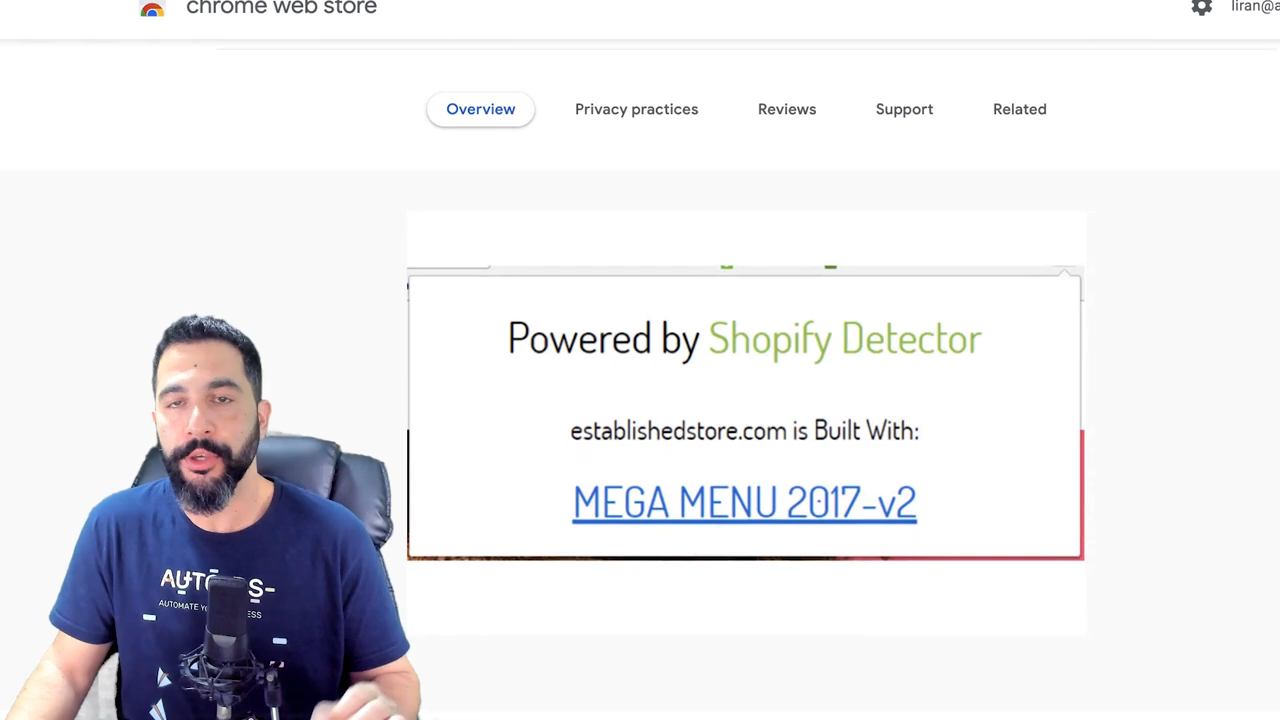 chrome web store
liran@a
Overview
Privacy practices
Reviews
Support
Related
Powered by Shopify Detector
establishedstore.com is Built With:
MEGA MENU 2017-v2